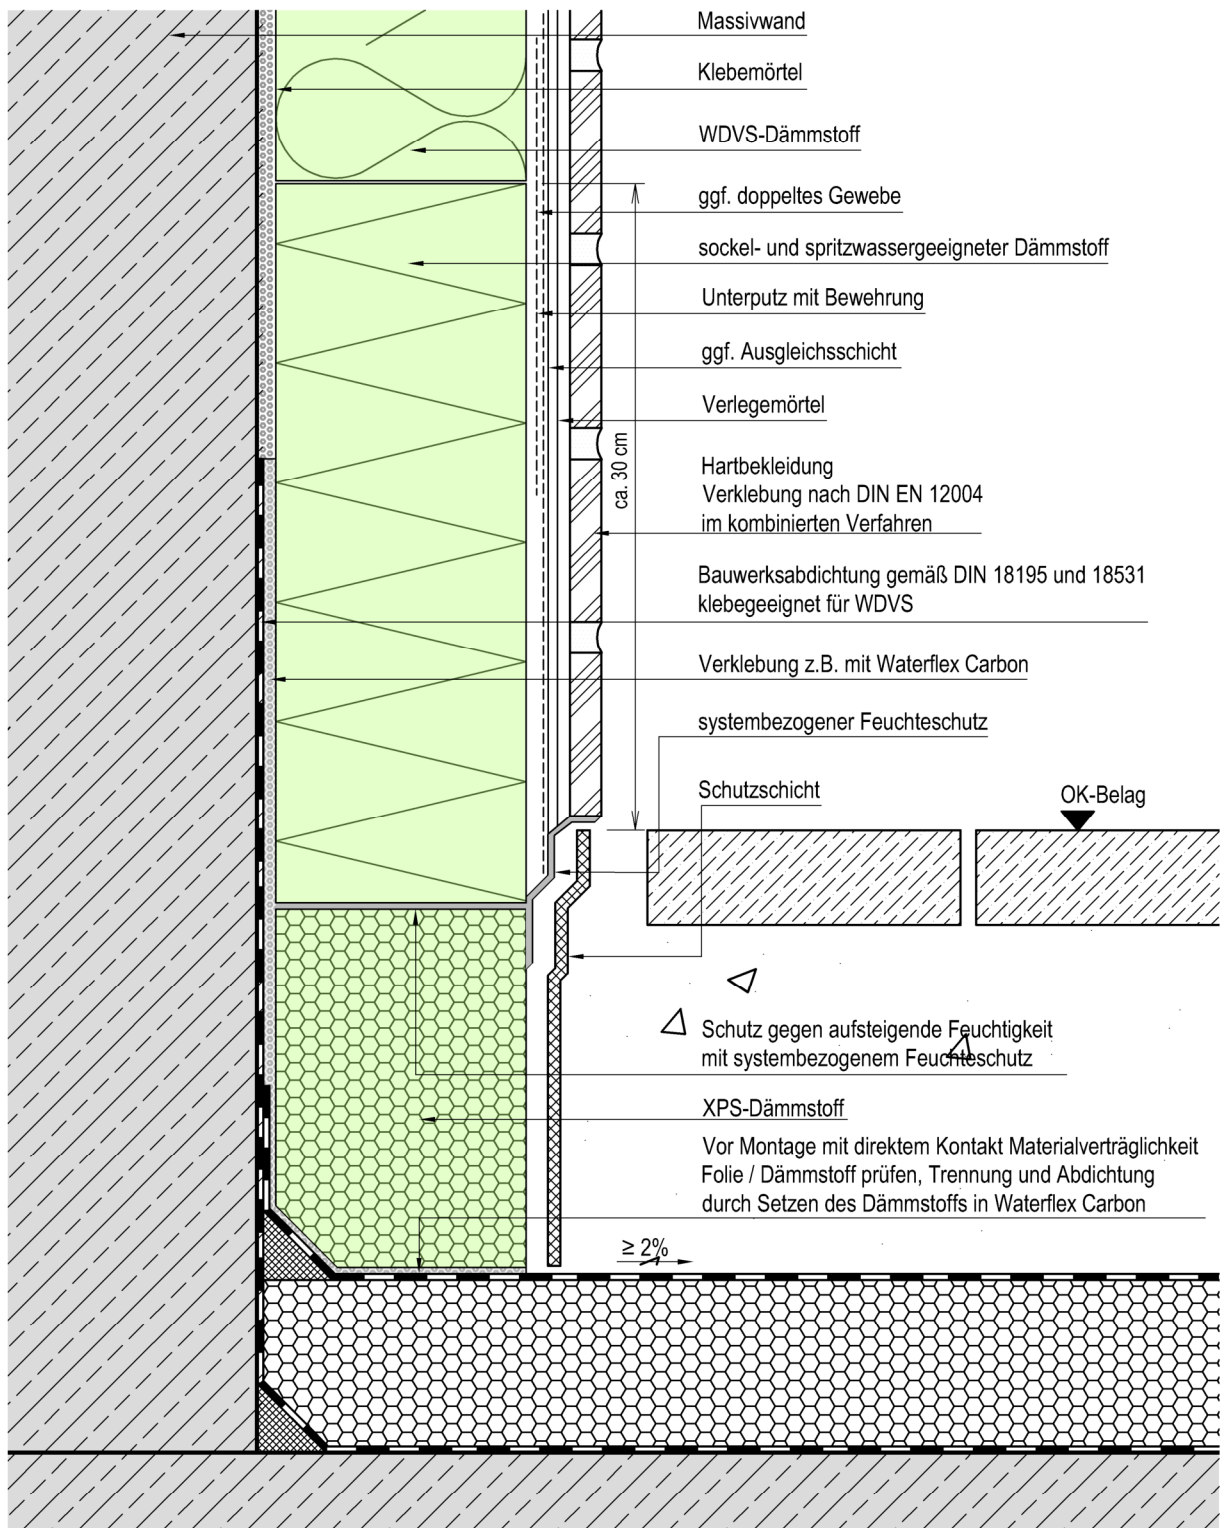 Massivwand
Klebemörtel
WDVS-Dämmstoff
ggf. doppeltes Gewebe
sockel- und spritzwassergeeigneter Dämmstoff
Unterputz mit Bewehrung
ggf. Ausgleichsschicht
Verlegemörtel
ca. 30 cm
Hartbekleidung
Verklebung nach DIN EN 12004
im kombinierten Verfahren
Bauwerksabdichtung gemäß DIN 18195 und 18531
klebegeeignet für WDVS
Verklebung z.B. mit Waterflex Carbon
systembezogener Feuchteschutz
Schutzschicht
OK-Belag
Schutz gegen aufsteigende Feuchtigkeit
mit systembezogenem Feuchteschutz
XPS-Dämmstoff
Vor Montage mit direktem Kontakt Materialverträglichkeit
Folie / Dämmstoff prüfen, Trennung und Abdichtung
durch Setzen des Dämmstoffs in Waterflex Carbon
≥ 2%